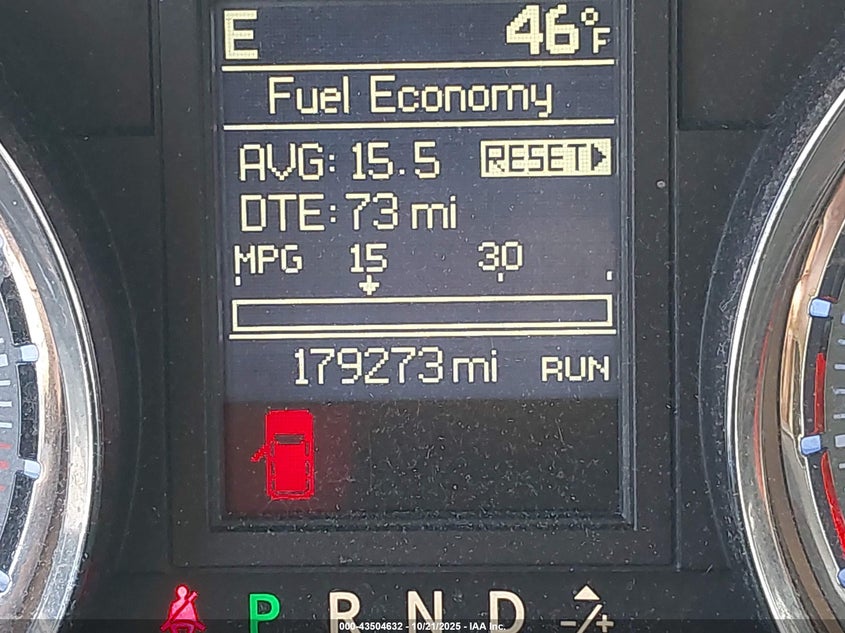 E 46°F
Fuel Economy
AVG: 15.5 RESET
DTE: 73 mi
MPG 15 30
179273 mi RUN
P R N D -/+
000-43504632 - 10/21/2025 - IAA Inc.